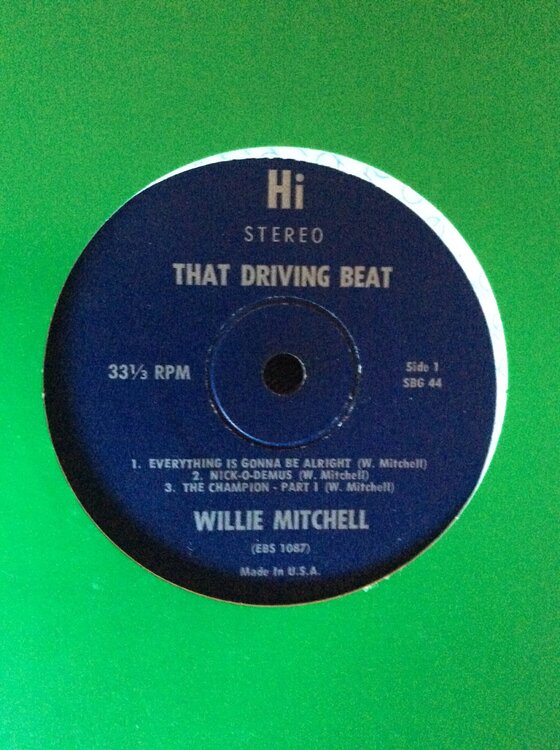 Hi
STEREO
THAT DRIVING BEAT
33⅓ RPM
Side 1
SBG 44
1. EVERYTHING IS GONNA BE ALRIGHT (W. Mitchell)
2. NICK-O-DEMUS (W. Mitchell)
3. THE CHAMPION - PART I (W. Mitchell)
WILLIE MITCHELL
(EBS 1087)
Made In U.S.A.